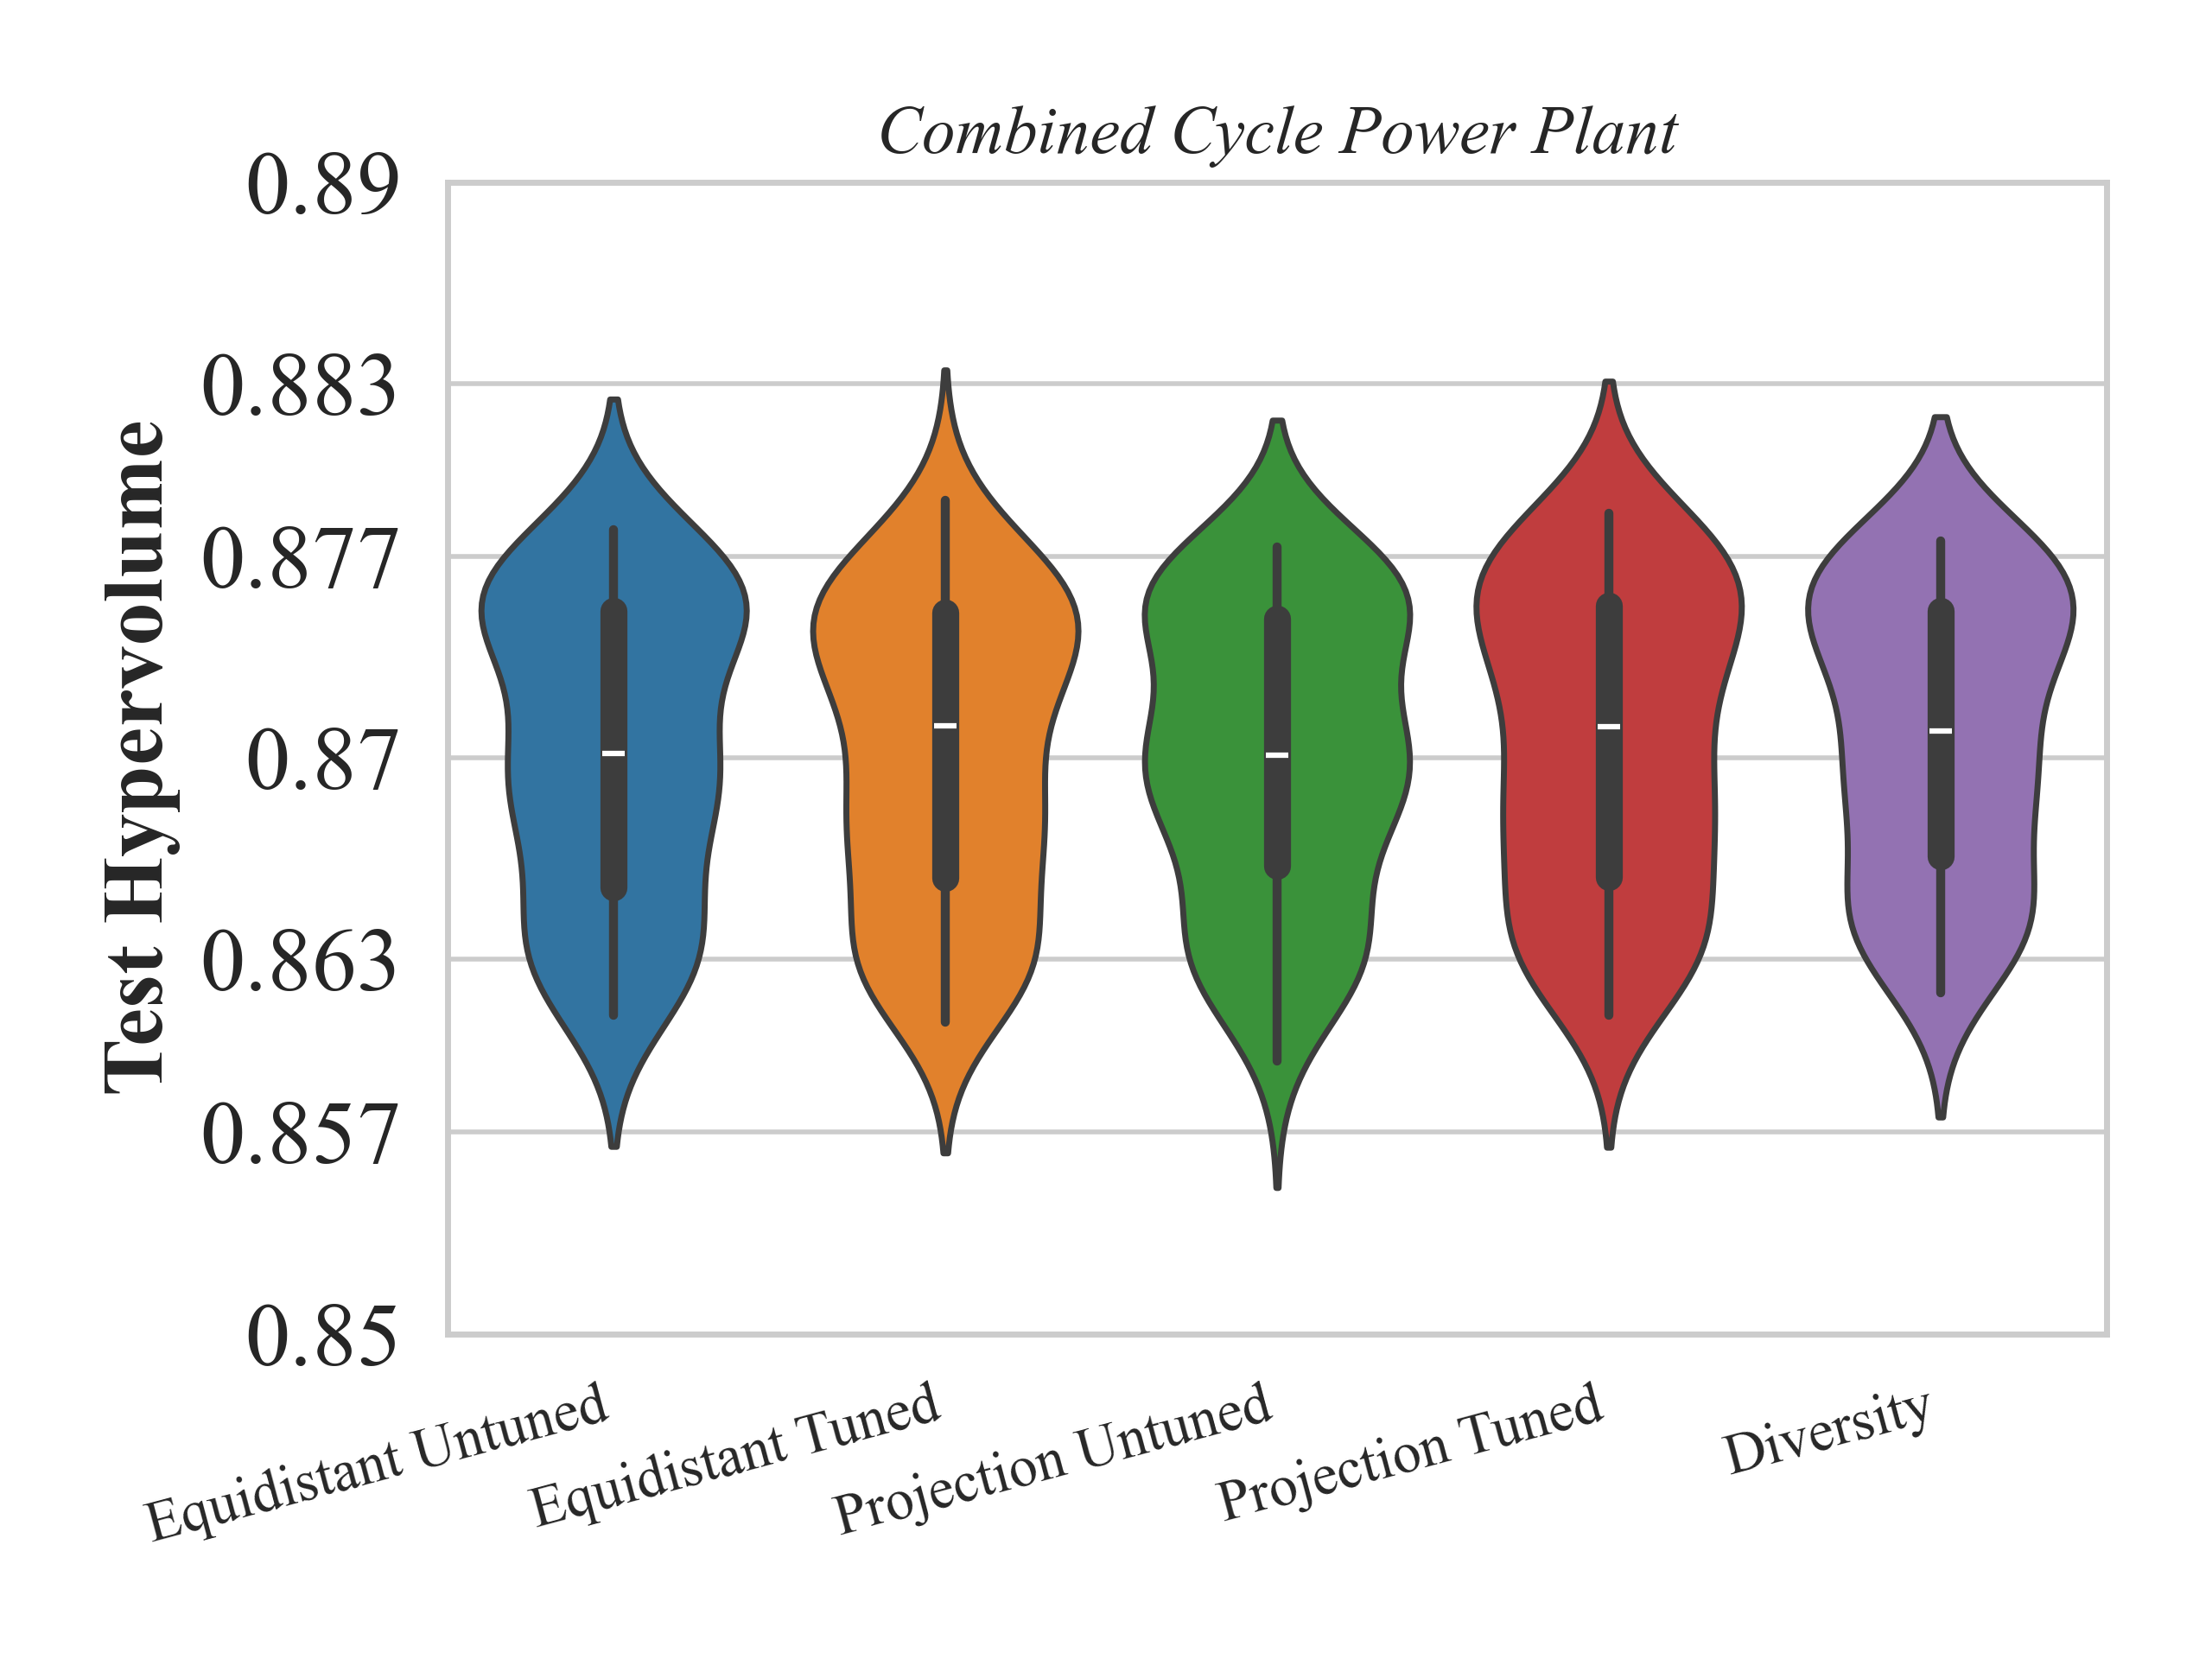 Combined Cycle Power Plant
Test Hypervolume
0.89
0.883
0.877
0.87
0.863
0.857
0.85
Equidistant Untuned
Equidistant Tuned
Projection Untuned
Projection Tuned
Diversity